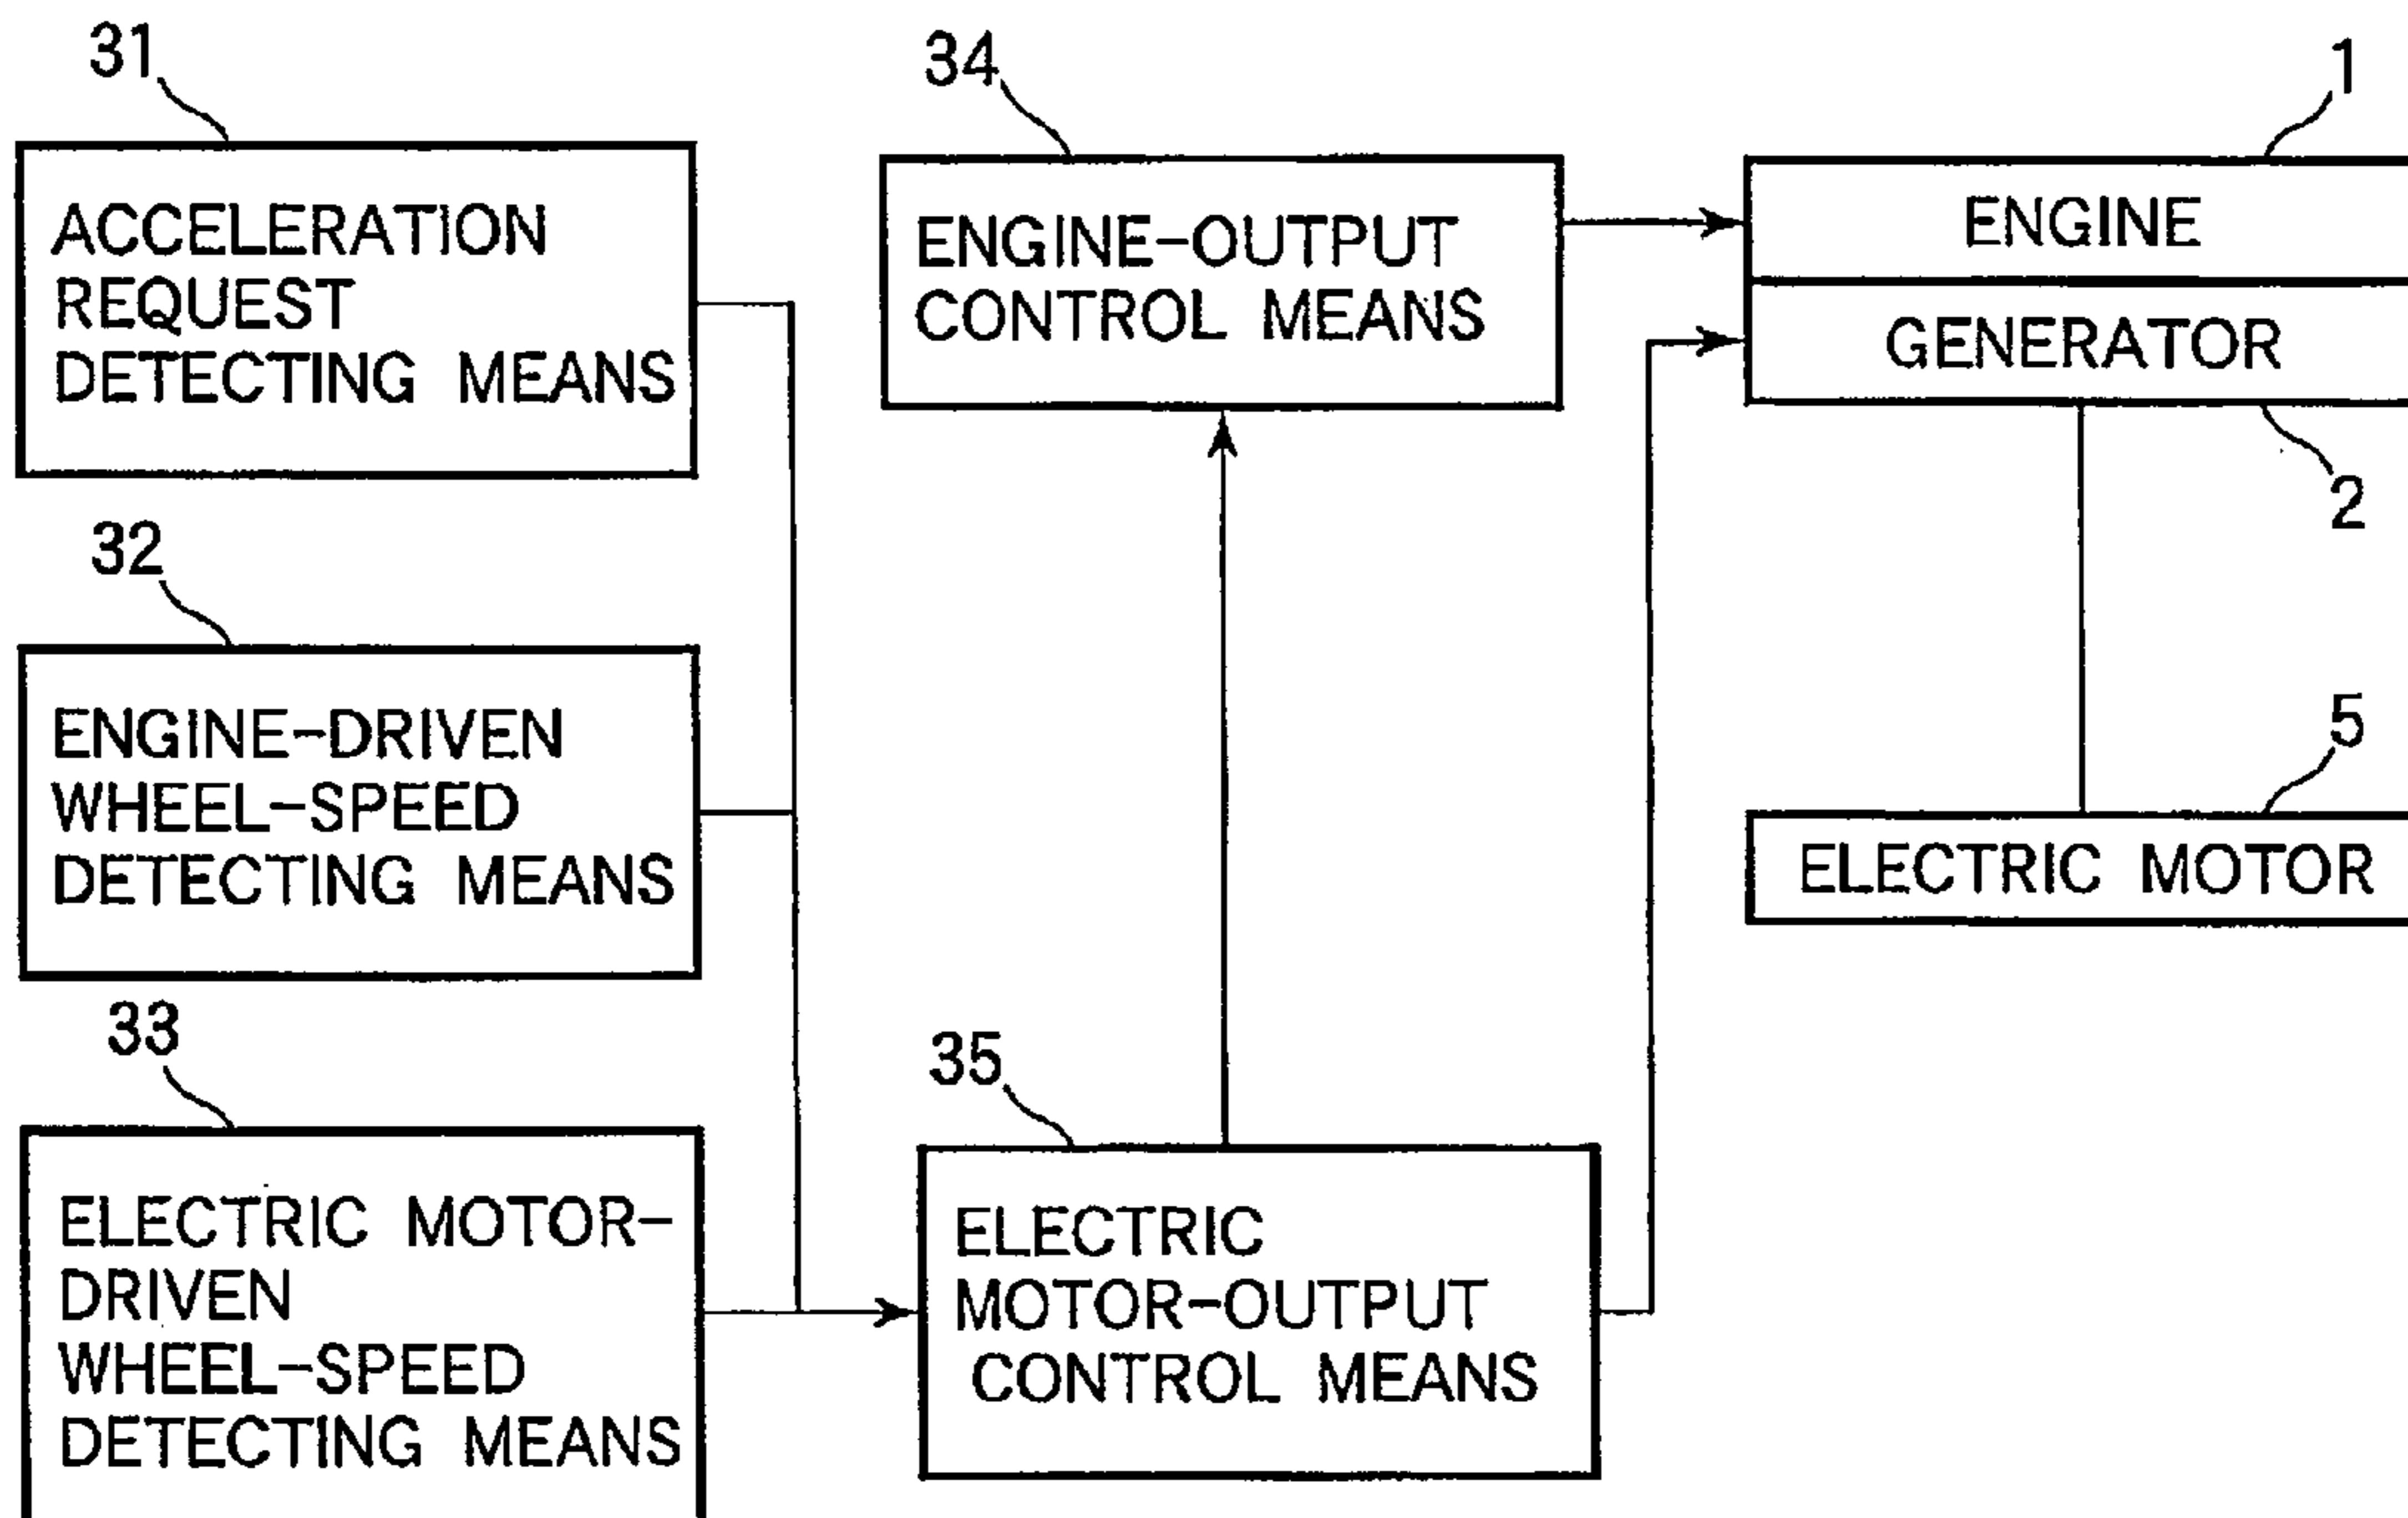 31
ACCELERATION
REQUEST
DETECTING MEANS
32
ENGINE-DRIVEN
WHEEL-SPEED
DETECTING MEANS
33
ELECTRIC MOTOR-
DRIVEN
WHEEL-SPEED
DETECTING MEANS
34
ENGINE-OUTPUT
CONTROL MEANS
35
ELECTRIC
MOTOR-OUTPUT
CONTROL MEANS
1
ENGINE
GENERATOR
2
5
ELECTRIC MOTOR